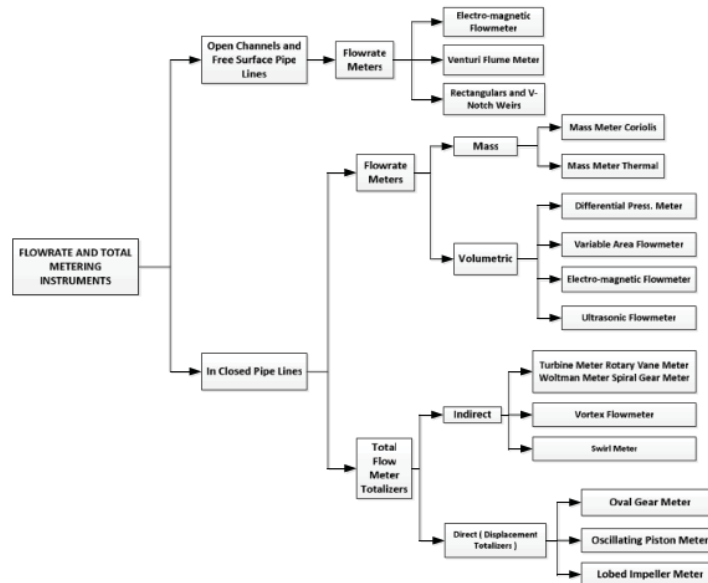 Electro-magnetic
Flowmeter
Open Channels and
Free Surface Pipe
Lines
Flowrate
Meters
Venturi Flume Meter
Rectangulars and V-
Notch Weirs
Mass
Mass Meter Coriolis
Mass Meter Thermal
Flowrate
Meters
Differential Press. Meter
Volumetric
Variable Area Flowmeter
Electro-magnetic Flowmeter
Ultrasonic Flowmeter
FLOWRATE AND TOTAL
METERING
INSTRUMENTS
In Closed Pipe Lines
Turbine Meter Rotary Vane Meter
Woltman Meter Spiral Gear Meter
Indirect
Vortex Flowmeter
Swirl Meter
Total
Flow
Meter
Totalizers
Oval Gear Meter
Direct ( Displacement
Totalizers )
Oscillating Piston Meter
Lobed Impeller Meter